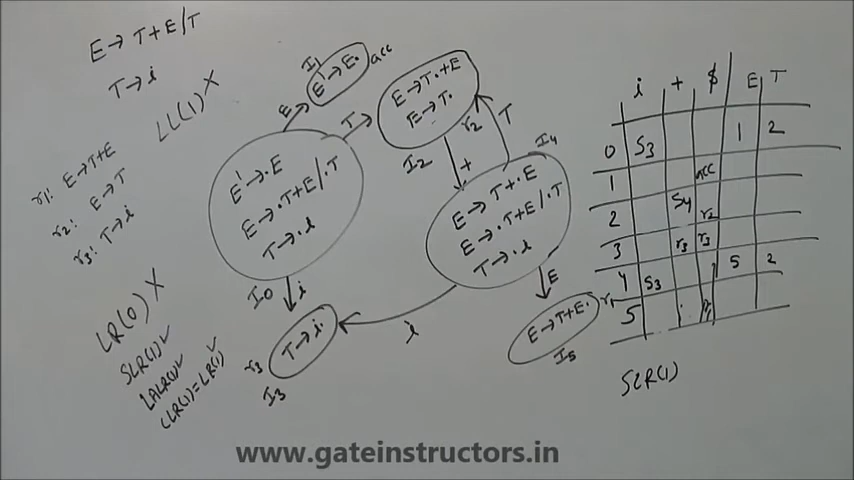 E → T + E / T
T → i
LL(1) X
r1: E → T + E
r2: E → T
r3: T → i
LR(0) X
SLR(1) ✓
LALR(1) ✓
CLR(1) = LR(1) ✓
I1
E' → E.
acc
E
T
E' → .E
E → .T + E / .T
T → .i
I0
i
E → T. + E
E → T.
r2
I2
+
T
I4
E → T + .E
E → .T + E / .T
T → .i
E
i
T → i.
r3
I3
E → T + E.
r1
I5
i + $ E T
0 S3 1 2
1 acc
2 S4 r2
3 r3 r3
4 S3 5 2
5
SLR(1)
www.gateinstructors.in